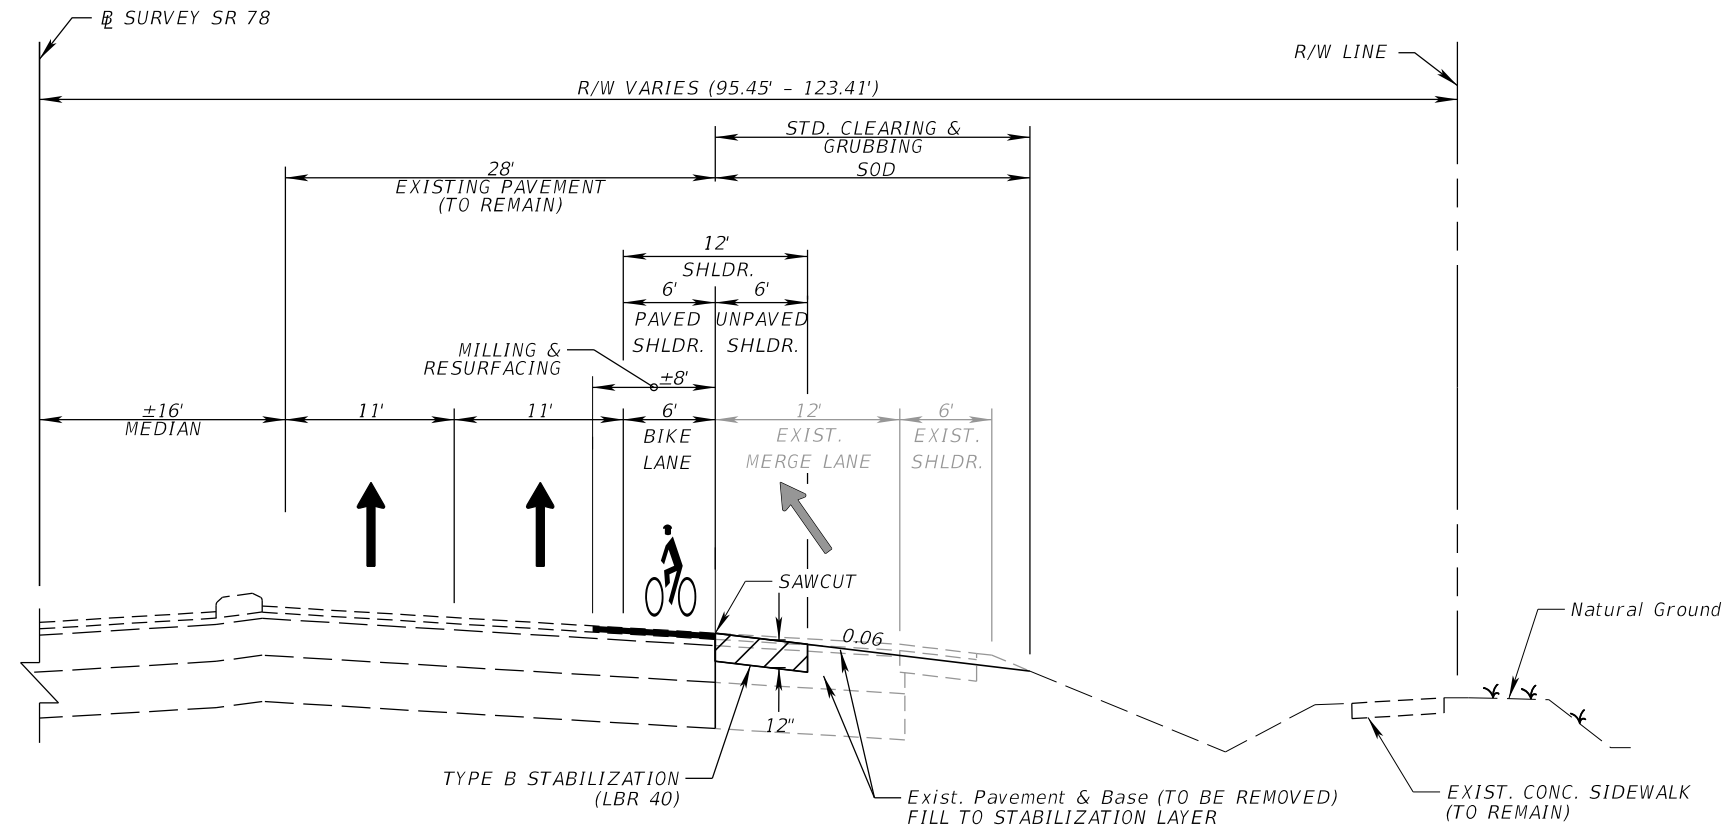 BL SURVEY SR 78
R/W LINE
R/W VARIES (95.45' - 123.41')
STD. CLEARING &
GRUBBING
28'
SOD
EXISTING PAVEMENT
(TO REMAIN)
12'
SHLDR.
6'
6'
PAVED
SHLDR.
UNPAVED
SHLDR.
MILLING &
RESURFACING
±8'
±16'
MEDIAN
11'
11'
6'
BIKE
LANE
12'
EXIST.
MERGE LANE
6'
EXIST.
SHLDR.
SAWCUT
0.06
Natural Ground
12"
TYPE B STABILIZATION
(LBR 40)
Exist. Pavement & Base (TO BE REMOVED)
FILL TO STABILIZATION LAYER
EXIST. CONC. SIDEWALK
(TO REMAIN)